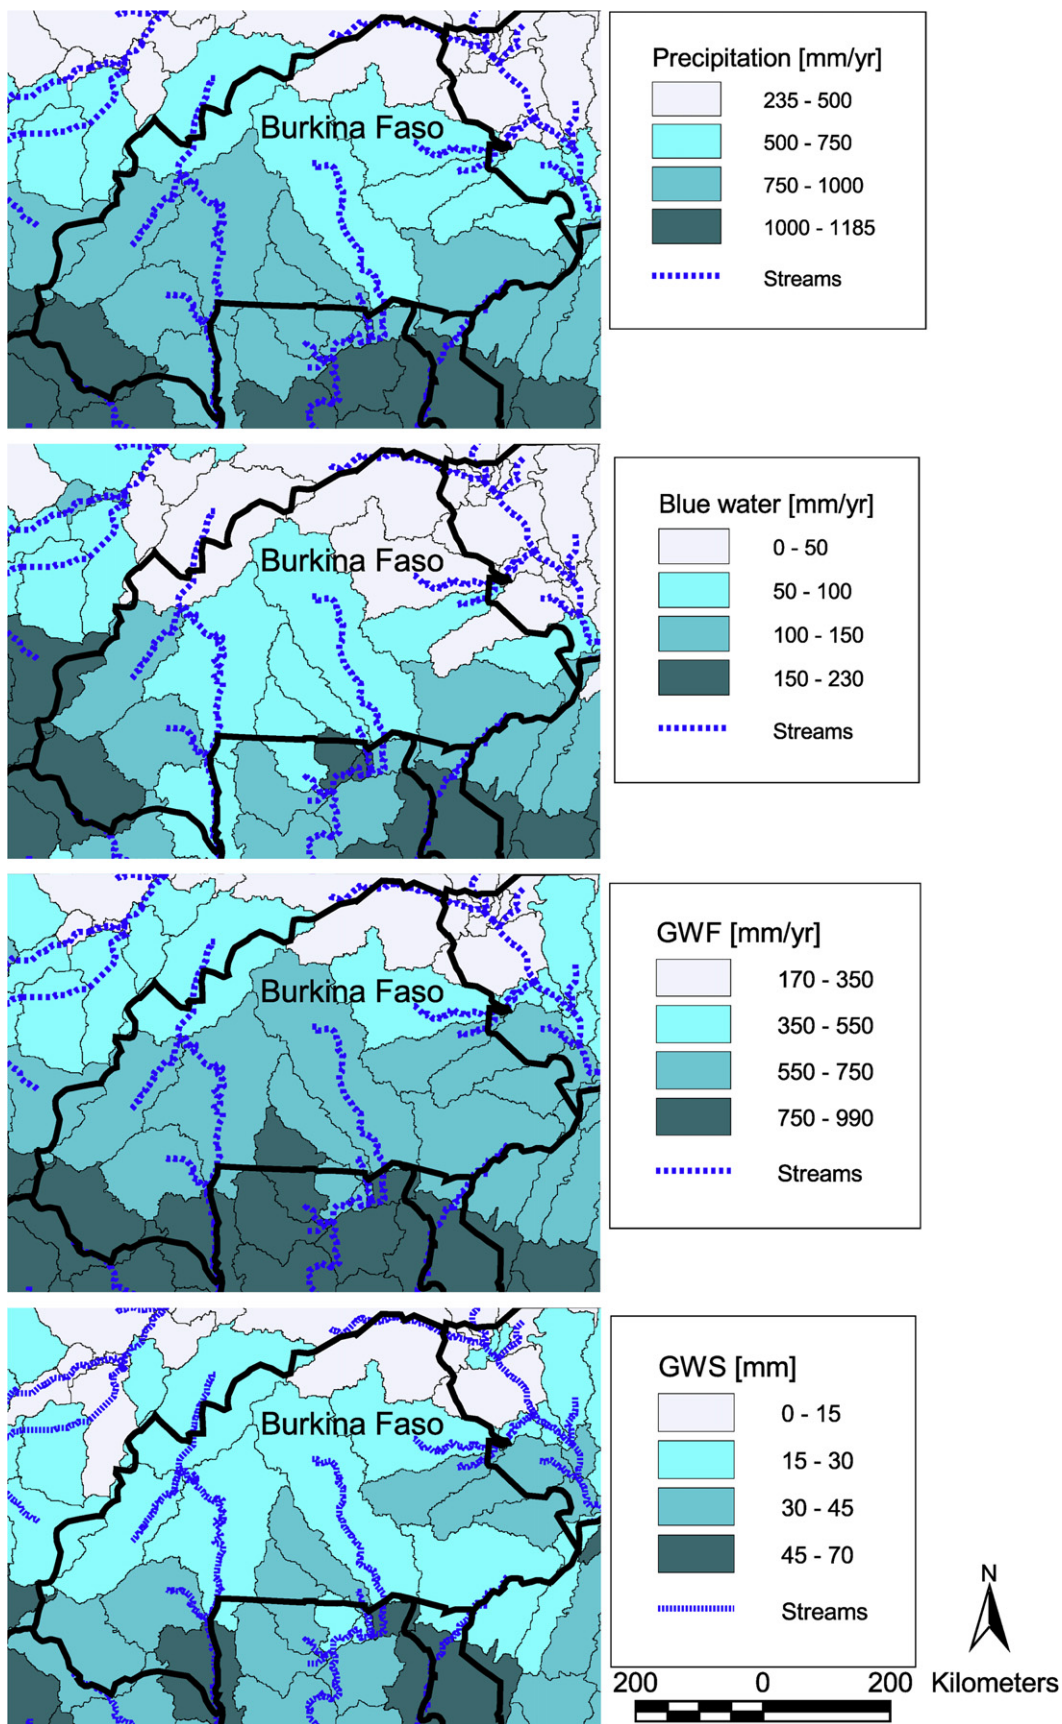 Precipitation [mm/yr]
235 - 500
500 - 750
750 - 1000
1000 - 1185
Streams
Burkina Faso
Blue water [mm/yr]
0 - 50
50 - 100
100 - 150
150 - 230
Streams
Burkina Faso
GWF [mm/yr]
170 - 350
350 - 550
550 - 750
750 - 990
Streams
Burkina Faso
GWS [mm]
0 - 15
15 - 30
30 - 45
45 - 70
Streams
Burkina Faso
N
200 0 200 Kilometers